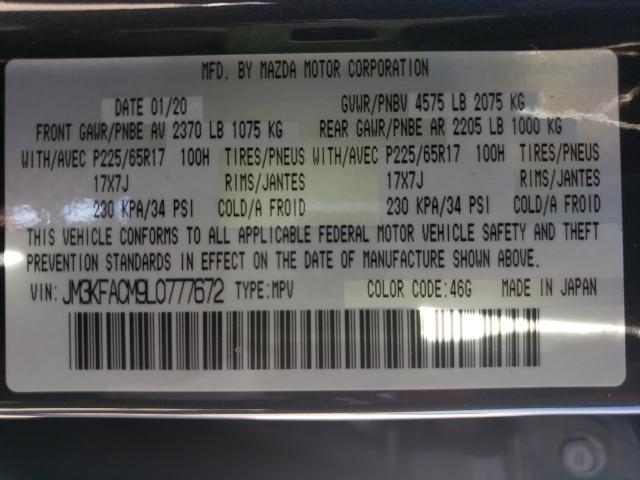 MFD. BY MAZDA MOTOR CORPORATION
DATE 01/20 GVWR/PNBV 4575 LB 2075 KG
FRONT GAWR/PNBE AV 2370 LB 1075 KG REAR GAWR/PNBE AR 2205 LB 1000 KG
WITH/AVEC P225/65R17 100H TIRES/PNEUS WITH/AVEC P225/65R17 100H TIRES/PNEUS
17X7J RIMS/JANTES 17X7J RIMS/JANTES
230 KPA/34 PSI COLD/A FROID 230 KPA/34 PSI COLD/A FROID
THIS VEHICLE CONFORMS TO ALL APPLICABLE FEDERAL MOTOR VEHICLE SAFETY AND THEFT
PREVENTION STANDARDS IN EFFECT ON THE DATE OF MANUFACTURE SHOWN ABOVE.
VIN: JM3KFACM9L0777672 TYPE:MPV COLOR CODE:46G MADE IN JAPAN